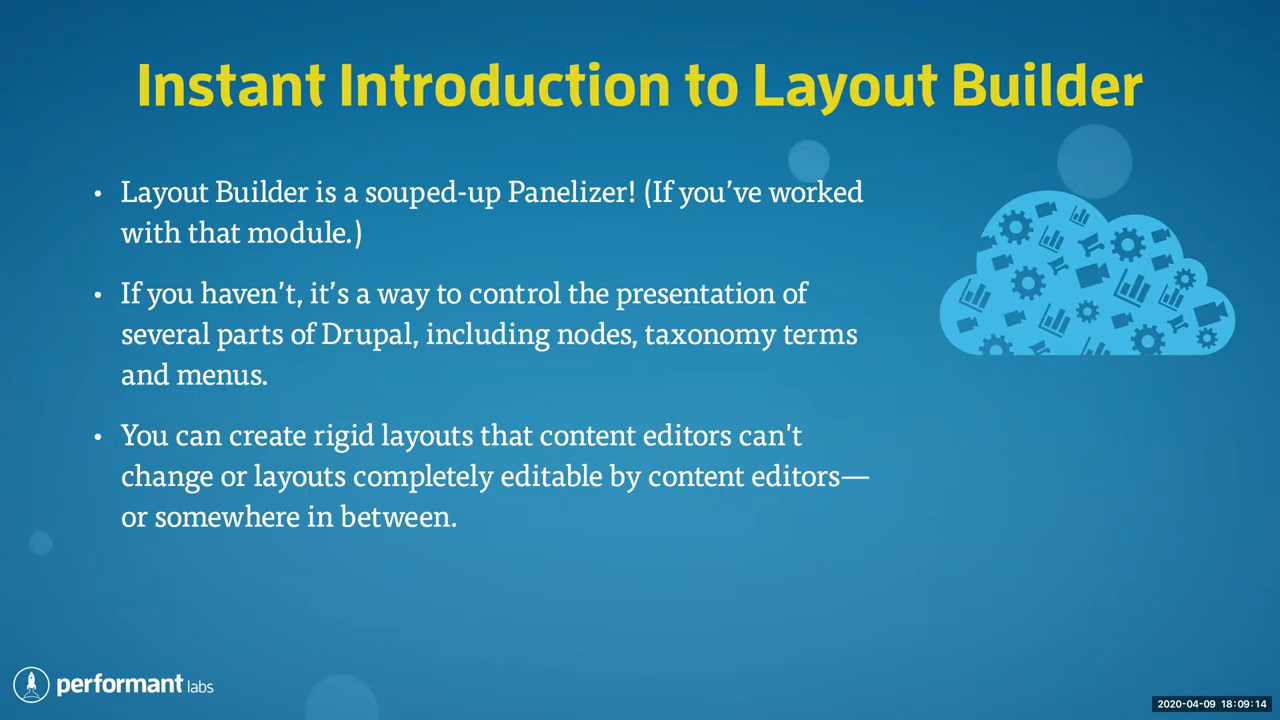 Instant Introduction to Layout Builder
• Layout Builder is a souped-up Panelizer! (If you’ve worked
with that module.)
• If you haven’t, it’s a way to control the presentation of
several parts of Drupal, including nodes, taxonomy terms
and menus.
• You can create rigid layouts that content editors can't
change or layouts completely editable by content editors—
or somewhere in between.
performant labs
2020-04-09 18:09:14